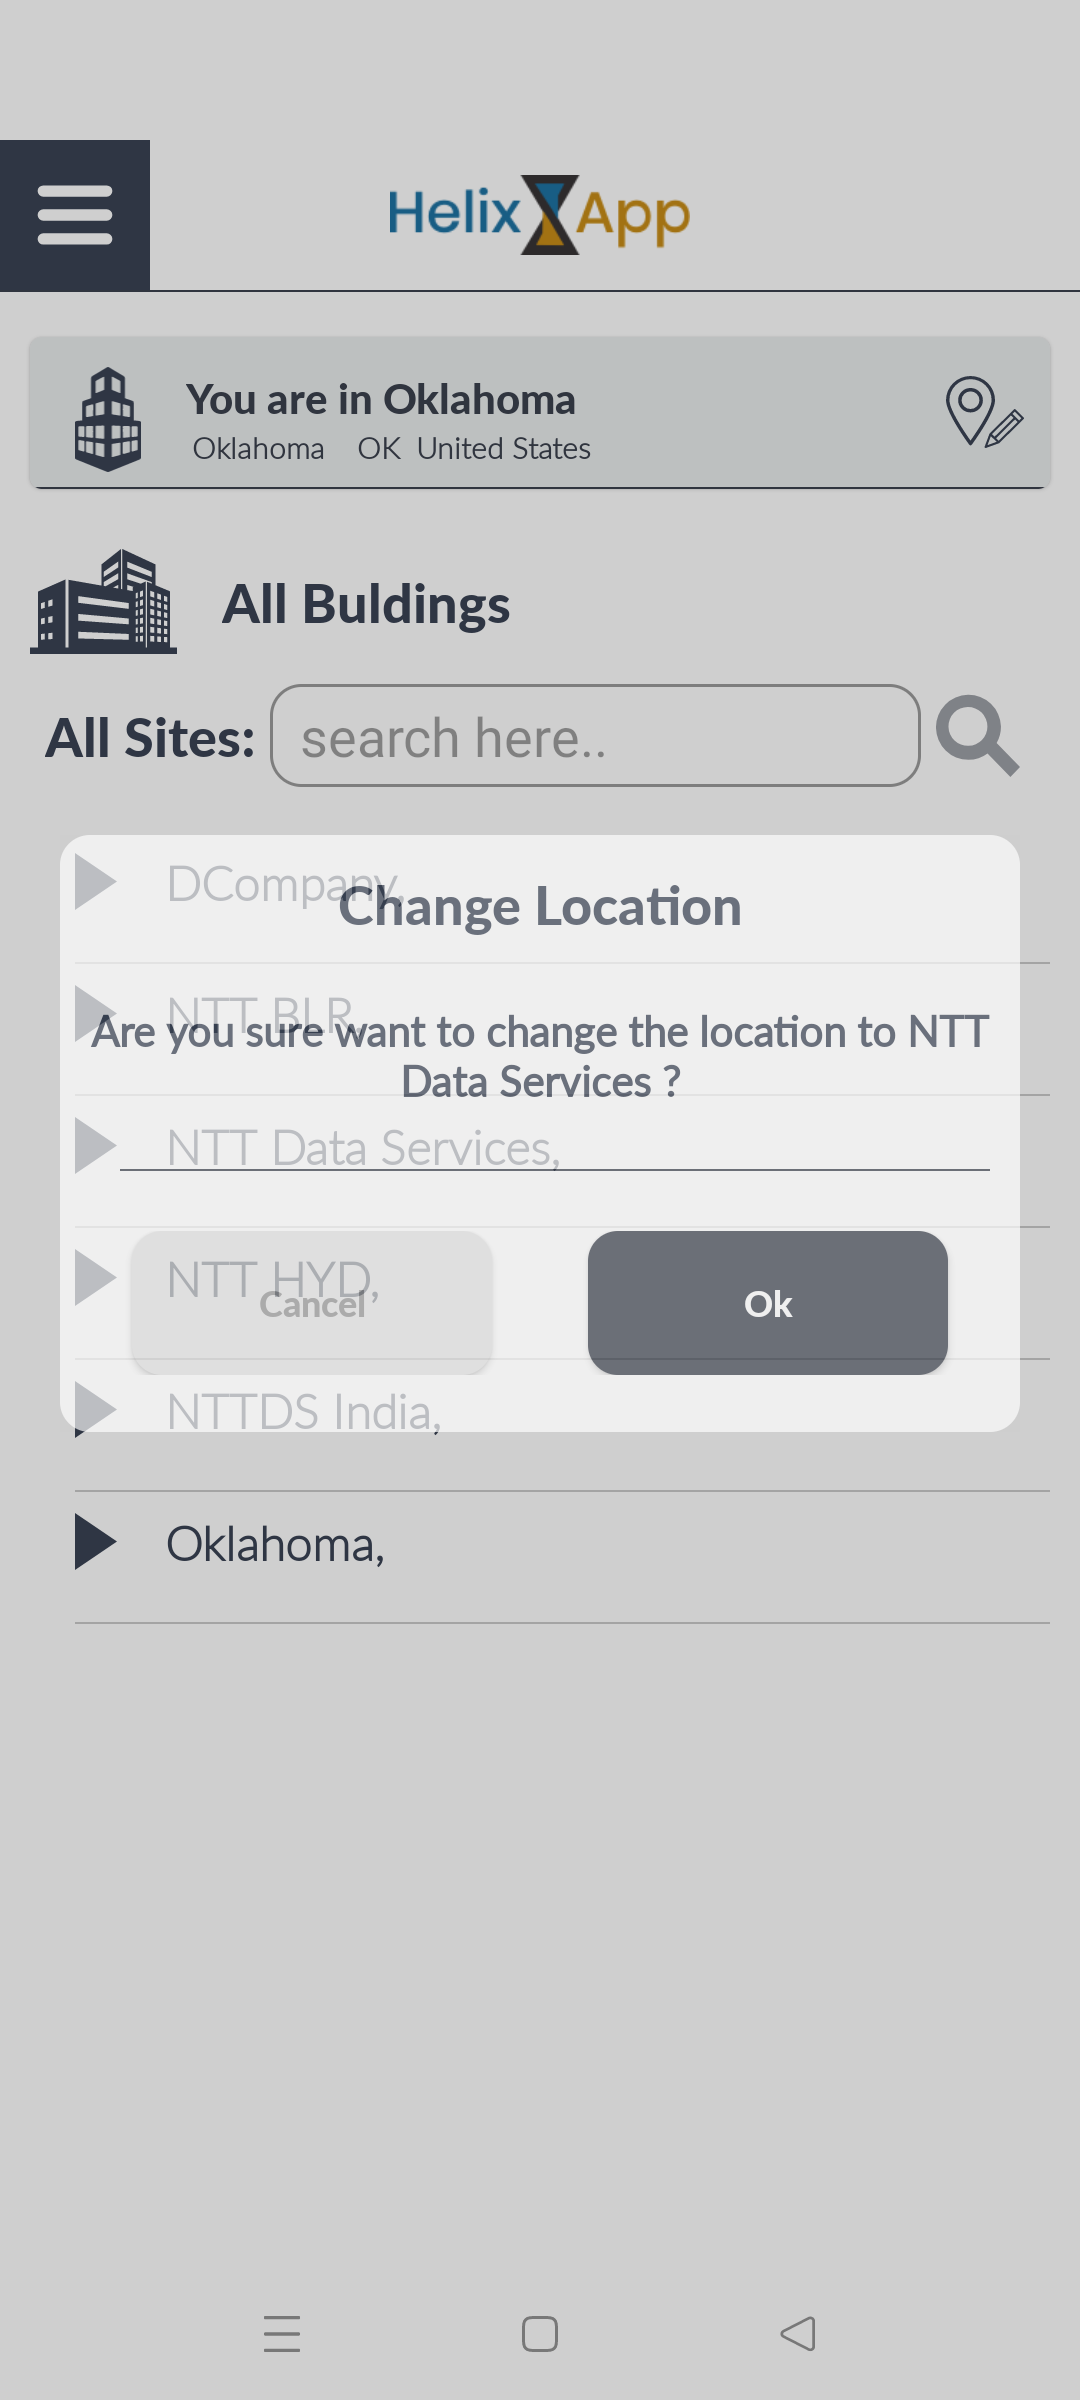 Helix App
You are in Oklahoma
Oklahoma OK United States
All Buldings
All Sites: search here..
DCompany,
Change Location
NTT BLR,
Are you sure want to change the location to NTT
Data Services ?
NTT Data Services,
NTT HYD,
Cancel Ok
NTTDS India,
Oklahoma,